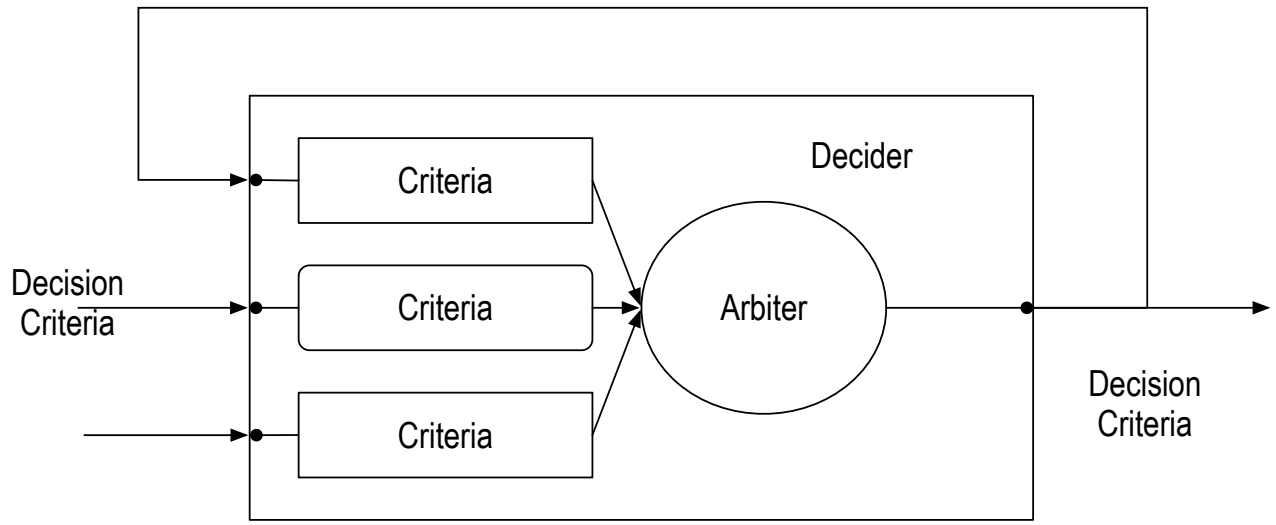 Decider
Criteria
Decision
Criteria
Criteria
Arbiter
Criteria
Decision
Criteria